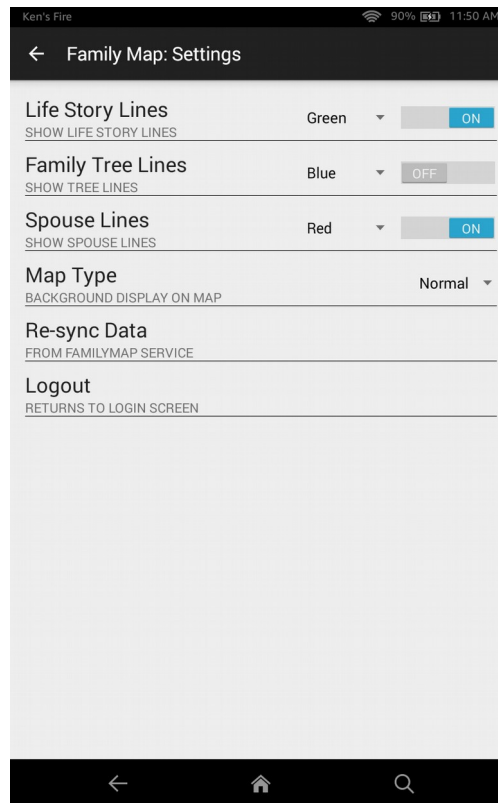 Ken's Fire 90% 11:50 AM
Family Map: Settings
Life Story Lines Green ON
SHOW LIFE STORY LINES
Family Tree Lines Blue OFF
SHOW TREE LINES
Spouse Lines Red ON
SHOW SPOUSE LINES
Map Type Normal
BACKGROUND DISPLAY ON MAP
Re-sync Data
FROM FAMILYMAP SERVICE
Logout
RETURNS TO LOGIN SCREEN